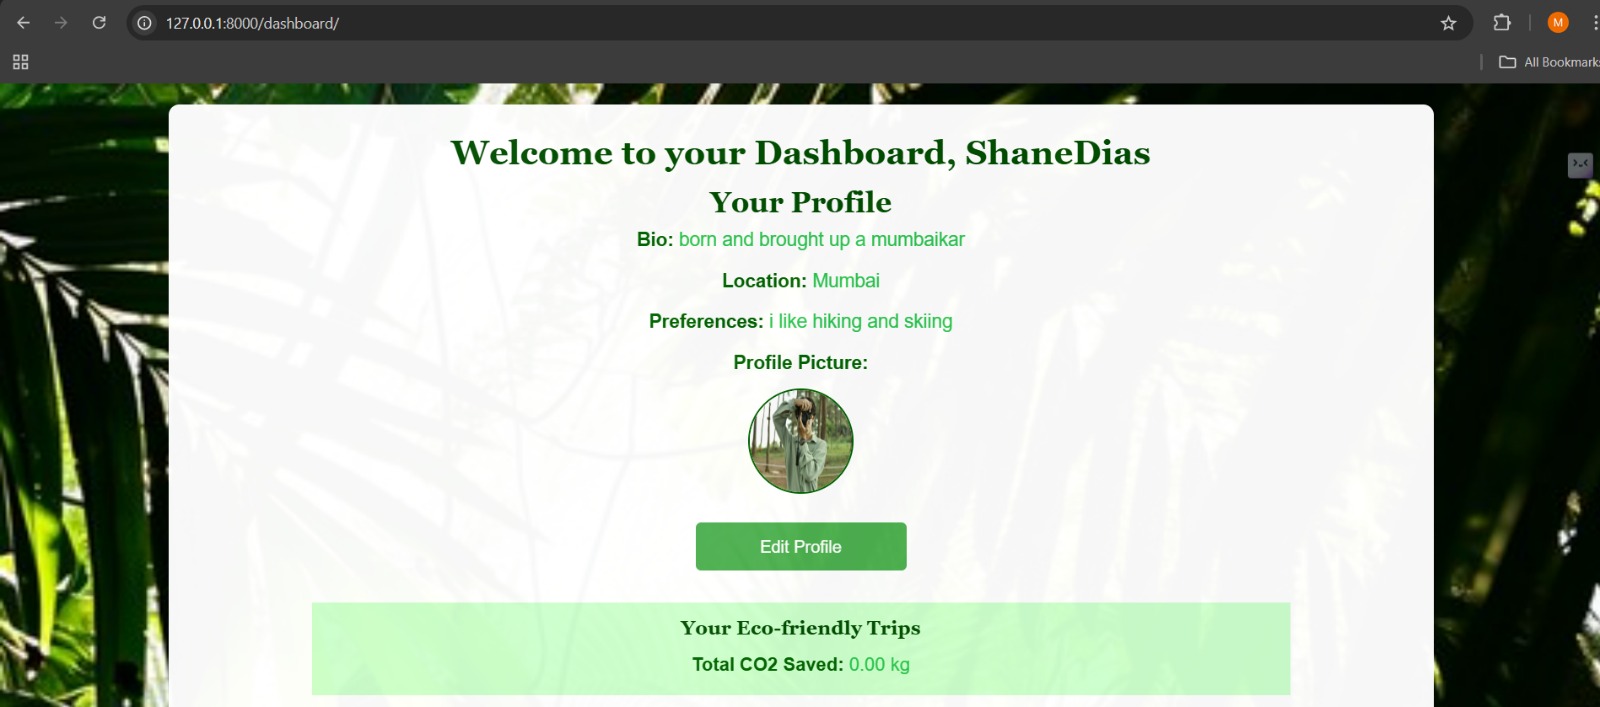 127.0.0.1:8000/dashboard/
M
All Bookmarks
Welcome to your Dashboard, ShaneDias
Your Profile
Bio: born and brought up a mumbaikar
Location: Mumbai
Preferences: i like hiking and skiing
Profile Picture:
Edit Profile
Your Eco-friendly Trips
Total CO2 Saved: 0.00 kg